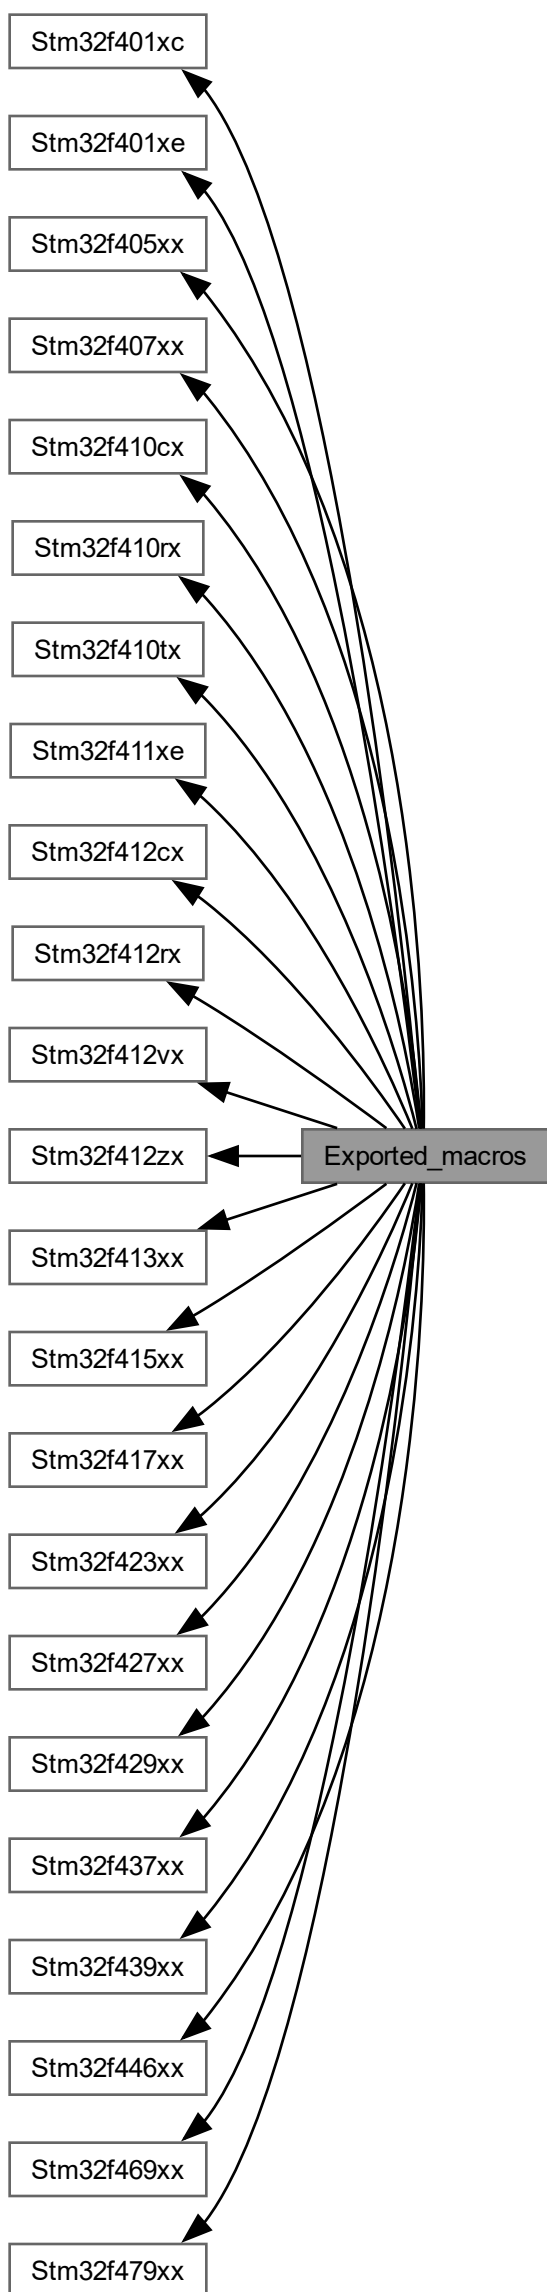 Stm32f401xc
Stm32f401xe
Stm32f405xx
Stm32f407xx
Stm32f410cx
Stm32f410rx
Stm32f410tx
Stm32f411xe
Stm32f412cx
Stm32f412rx
Stm32f412vx
Stm32f412zx
Exported_macros
Stm32f413xx
Stm32f415xx
Stm32f417xx
Stm32f423xx
Stm32f427xx
Stm32f429xx
Stm32f437xx
Stm32f439xx
Stm32f446xx
Stm32f469xx
Stm32f479xx